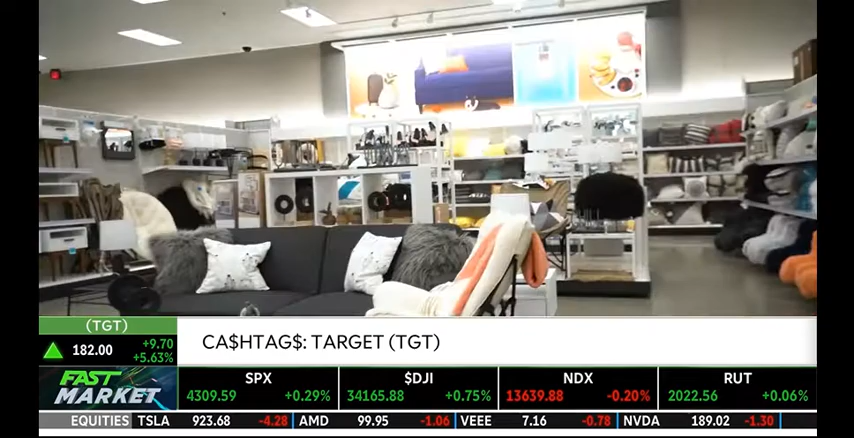 (TGT)
182.00 +9.70
+5.63%
CA$HTAG$: TARGET (TGT)
FAST
MARKET
SPX $DJI NDX RUT
4309.59 +0.29% 34165.88 +0.75% 13639.88 -0.20% 2022.56 +0.06%
EQUITIES TSLA 923.68 -4.28 AMD 99.95 -1.06 VEEE 7.16 -0.78 NVDA 189.02 -1.30